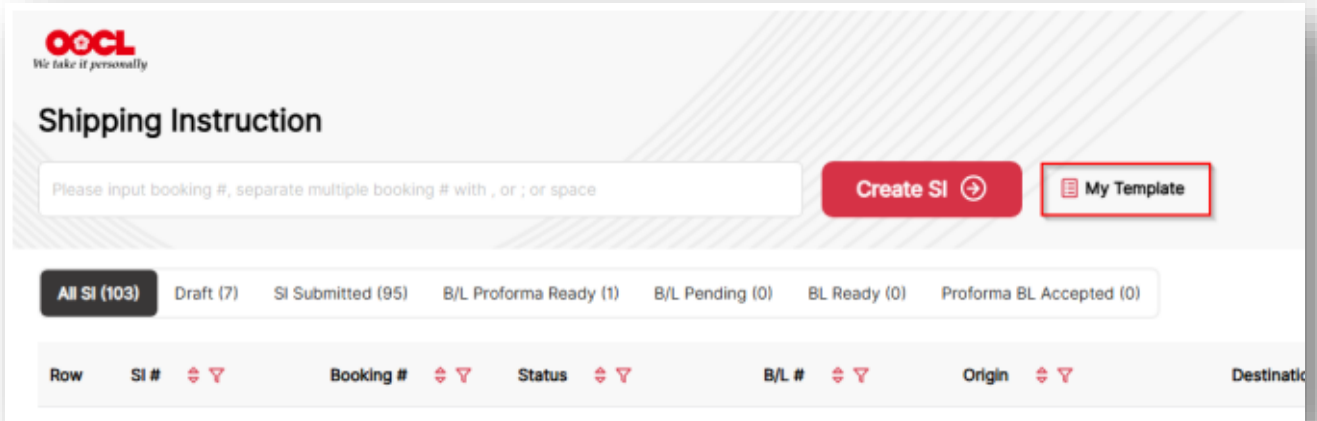 OOCL
We take it personally
Shipping Instruction
Please input booking #, separate multiple booking # with , or ; or space
Create SI
My Template
All SI (103) Draft (7) SI Submitted (95) B/L Proforma Ready (1) B/L Pending (0) BL Ready (0) Proforma BL Accepted (0)
Row SI # Booking # Status B/L # Origin Destinatio